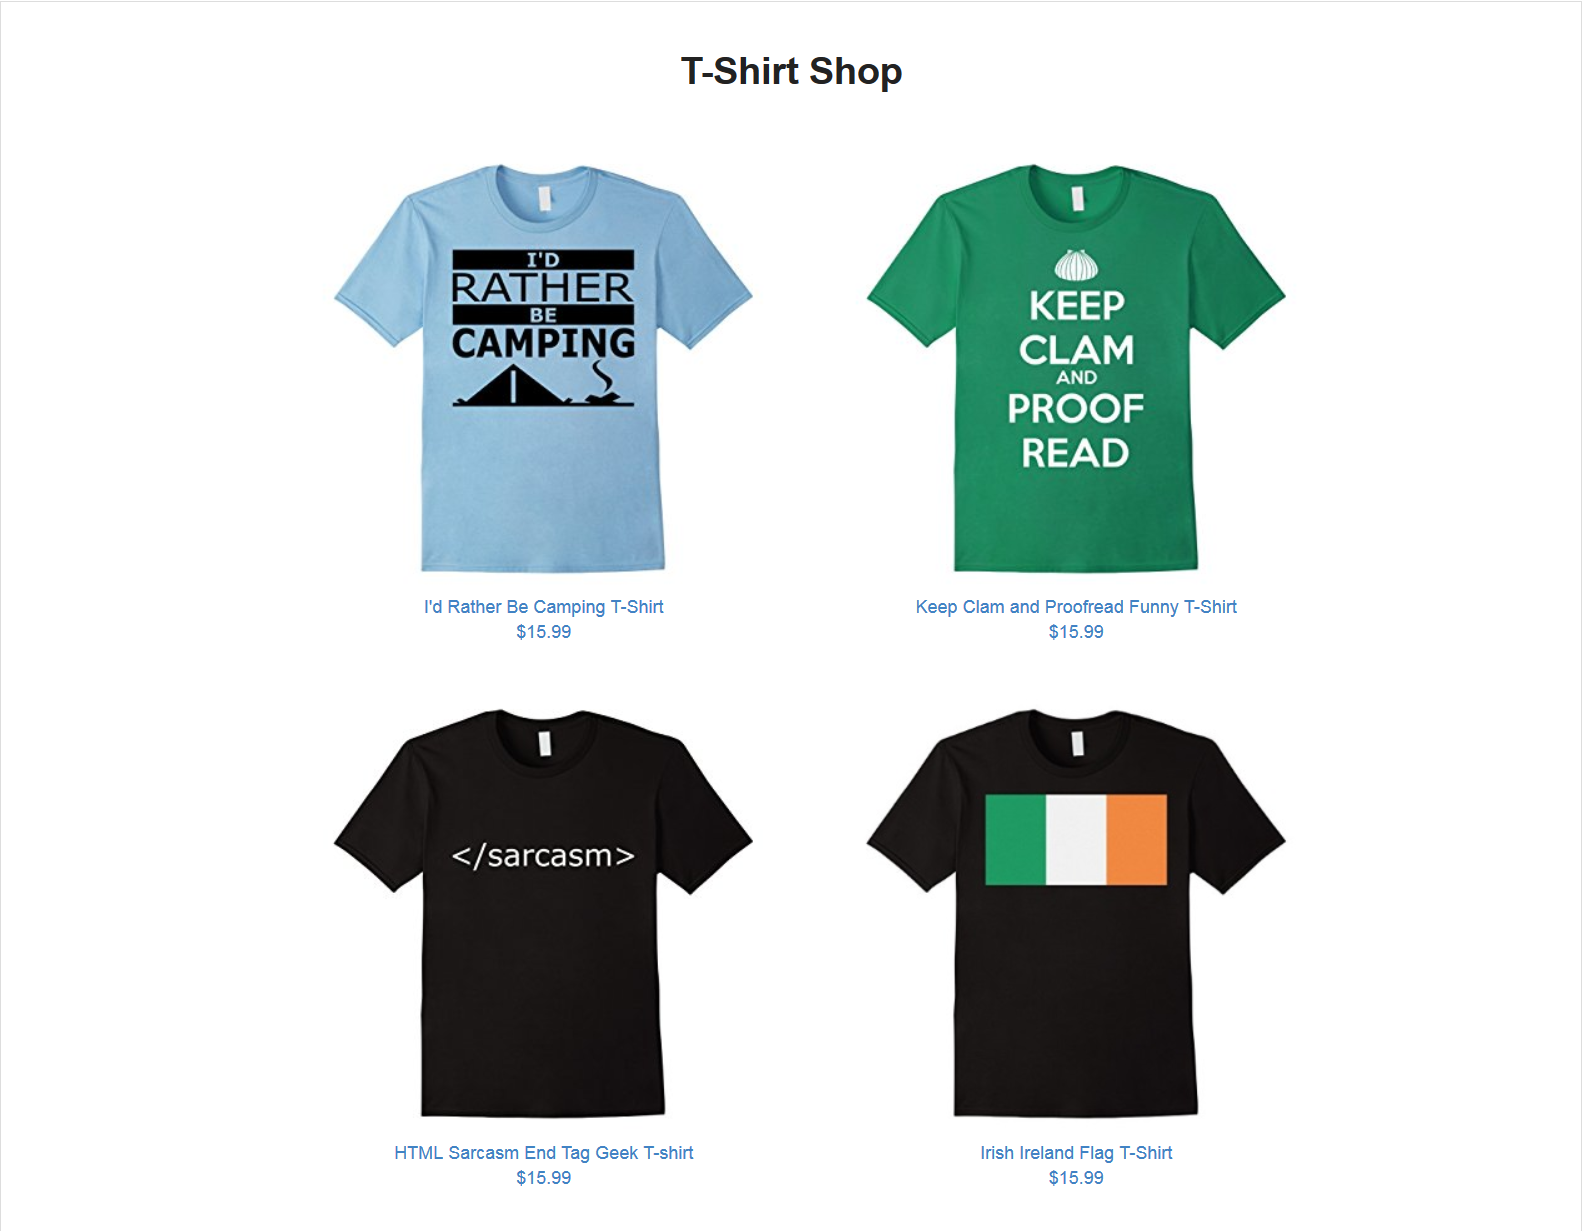 T-Shirt Shop
I'D
RATHER
BE
CAMPING
KEEP
CLAM
AND
PROOF
READ
I'd Rather Be Camping T-Shirt
$15.99
Keep Clam and Proofread Funny T-Shirt
$15.99
</sarcasm>
HTML Sarcasm End Tag Geek T-shirt
$15.99
Irish Ireland Flag T-Shirt
$15.99